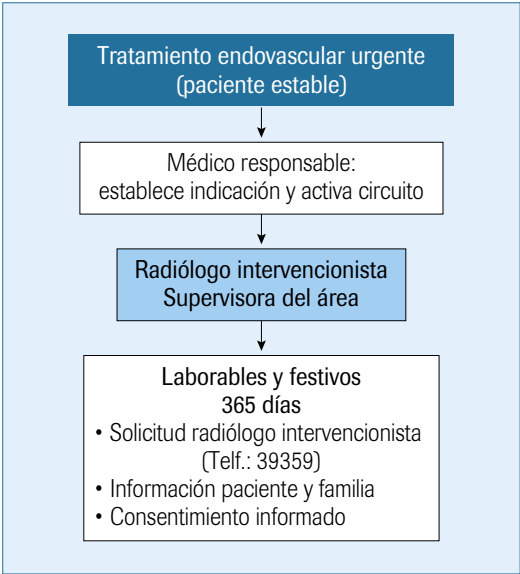 Tratamiento endovascular urgente
(paciente estable)
Médico responsable:
establece indicación y activa circuito
Radiólogo intervencionista
Supervisora del área
Laborables y festivos
365 días
• Solicitud radiólogo intervencionista
(Telf.: 39359)
• Información paciente y familia
• Consentimiento informado